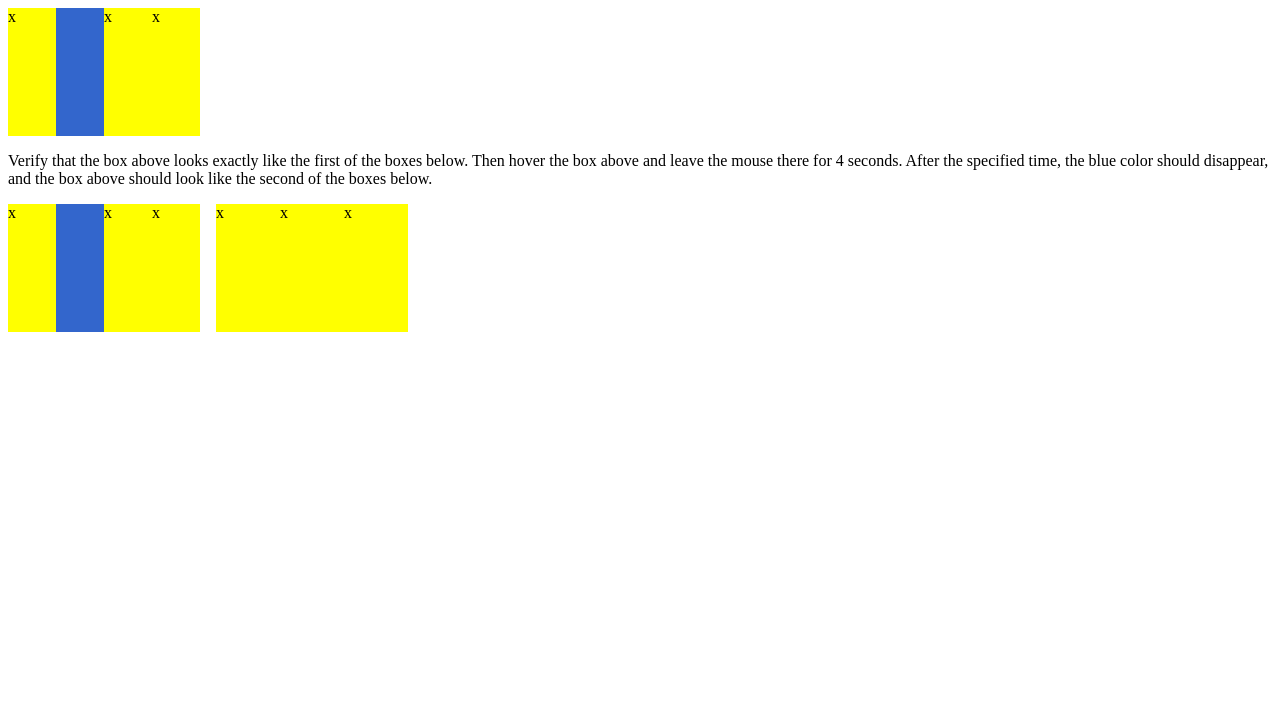 x x x
Verify that the box above looks exactly like the first of the boxes below. Then hover the box above and leave the mouse there for 4 seconds. After the specified time, the blue color should disappear,
and the box above should look like the second of the boxes below.
x x x x x x